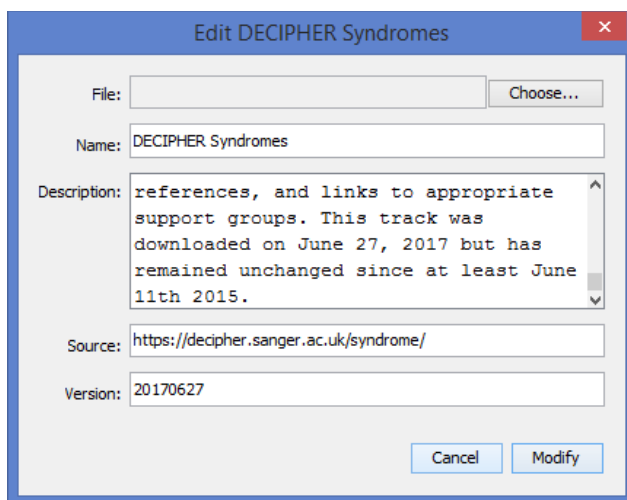 Edit DECIPHER Syndromes
×
File:
Choose...
Name: DECIPHER Syndromes
Description: references, and links to appropriate
support groups. This track was
downloaded on June 27, 2017 but has
remained unchanged since at least June
11th 2015.
Source: https://decipher.sanger.ac.uk/syndrome/
Version: 20170627
Cancel Modify